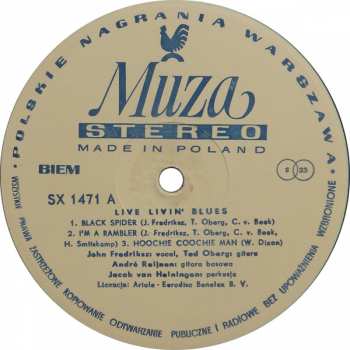 POLSKIE NAGRANIA WARSZAWA
Muza
STEREO
MADE IN POLAND
BIEM
S 33
SX 1471 A
LIVE LIVIN' BLUES
1. BLACK SPIDER (J. Fredriksz, T. Oberg, C. v. Beek)
2. I'M A RAMBLER (J. Fredriksz, T. Oberg, C. v. Beek,
H. Smitskamp) 3. HOOCHIE COOCHIE MAN (W. Dixon)
John Fredriksz: vocal, Ted Oberg: gitara
André Reijnen: gitara basowa
Jacob van Heiningen: perkusja
Licencja: Ariola - Eurodisc Benelux B. V.
WSZYSTKIE PRAWA ZASTRZEŻONE KOPIOWANIE ODTWARZANIE PUBLICZNE I RADIOWE BEZ UPOWAŻNIENIA WZBRONIONE